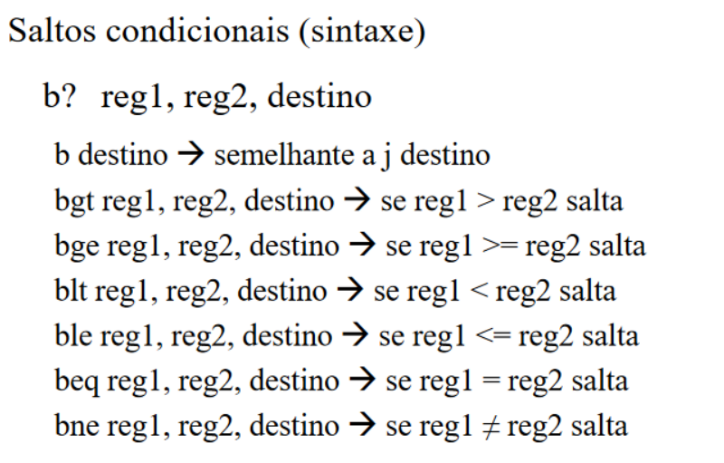 Saltos condicionais (sintaxe)
b? reg1, reg2, destino
b destino → semelhante a j destino
bgt reg1, reg2, destino → se reg1 > reg2 salta
bge reg1, reg2, destino → se reg1 >= reg2 salta
blt reg1, reg2, destino → se reg1 < reg2 salta
ble reg1, reg2, destino → se reg1 <= reg2 salta
beq reg1, reg2, destino → se reg1 = reg2 salta
bne reg1, reg2, destino → se reg1 ≠ reg2 salta